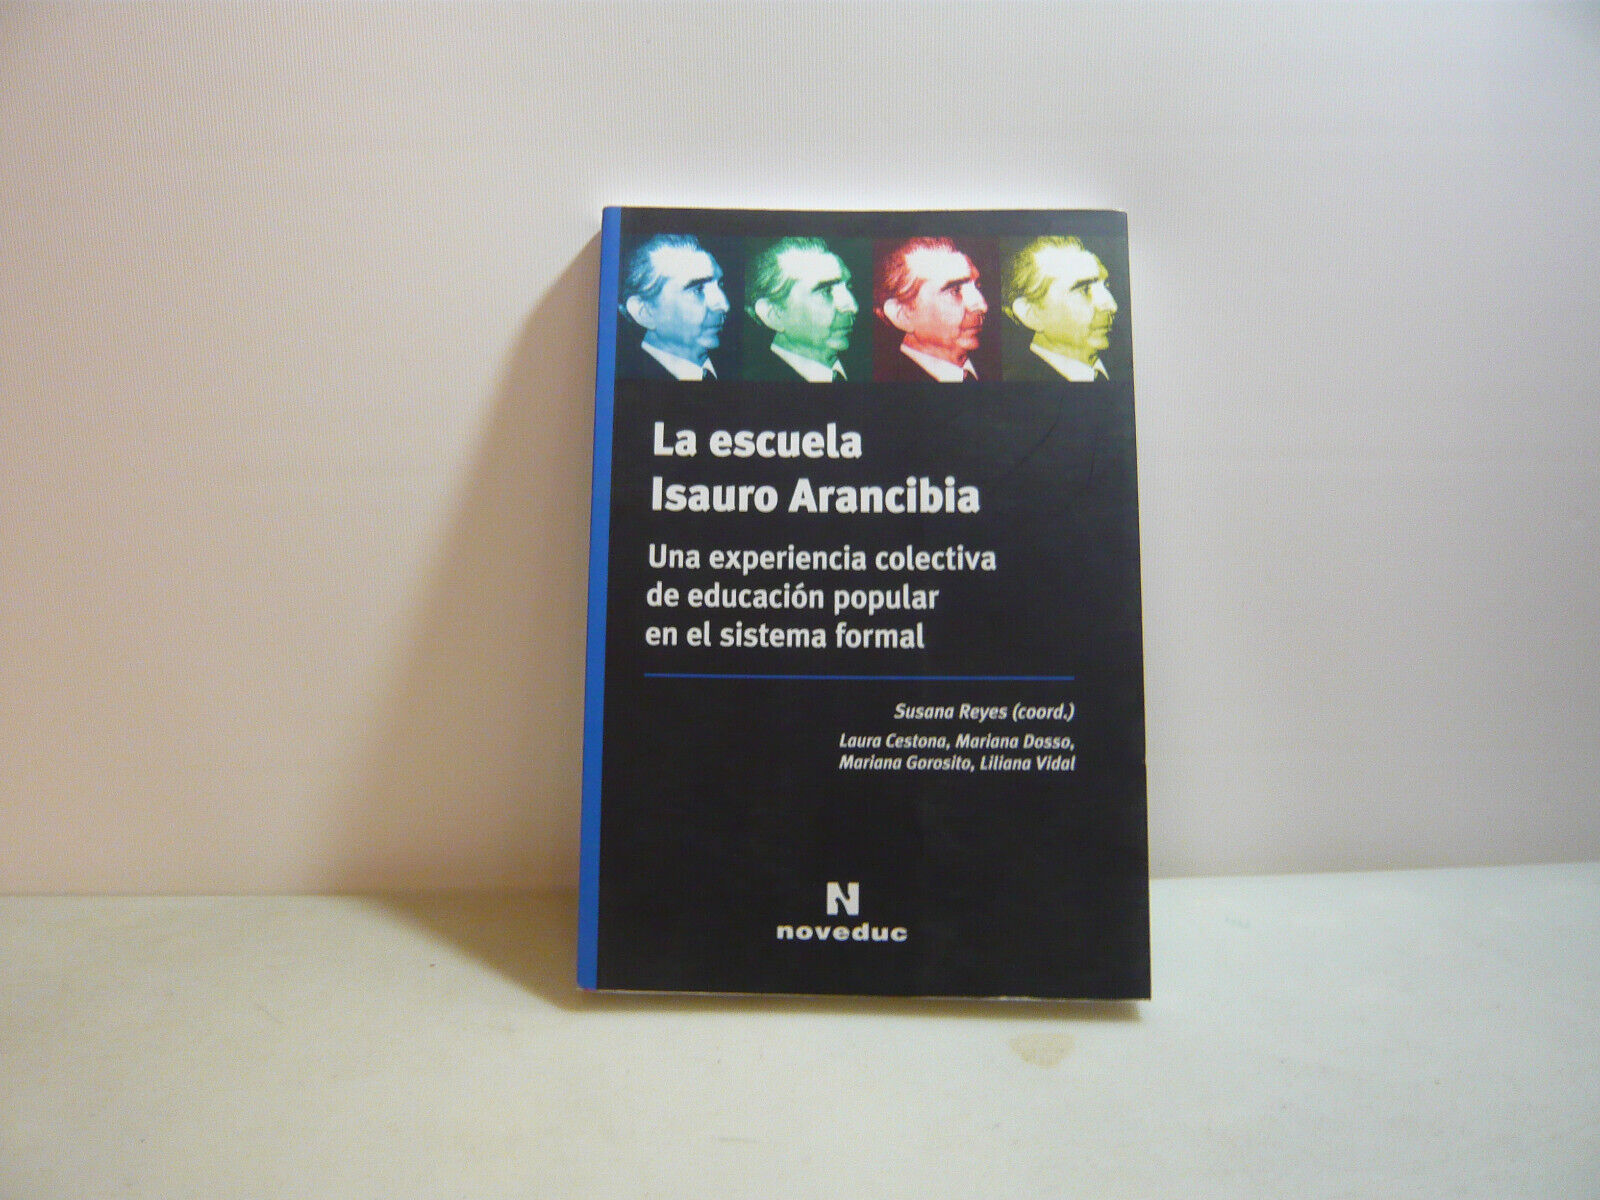 La escuela
Isauro Arancibia
Una experiencia colectiva
de educación popular
en el sistema formal
Susana Reyes (coord.)
Laura Cestona, Mariana Dosso,
Mariana Gorosito, Liliana Vidal
N
noveduc